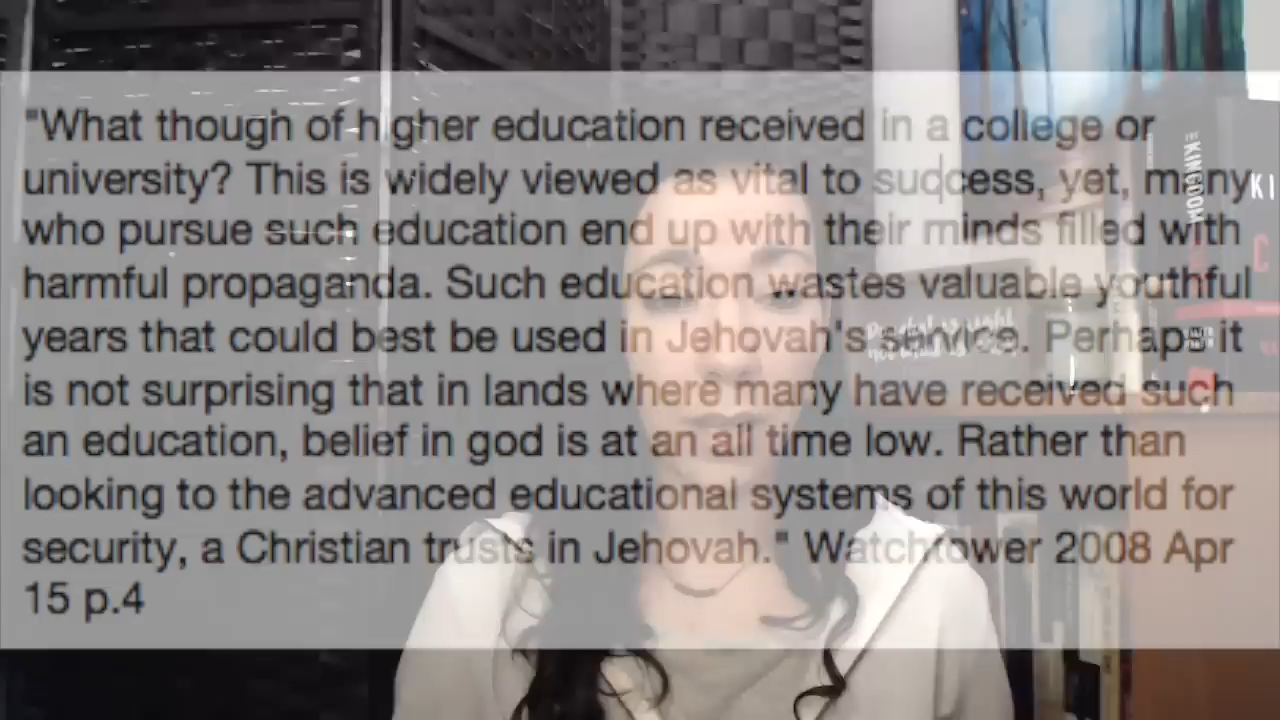 "What though of higher education received in a college or
university? This is widely viewed as vital to success, yet, many
who pursue such education end up with their minds filled with
harmful propaganda. Such education wastes valuable youthful
years that could best be used in Jehovah's service. Perhaps it
is not surprising that in lands where many have received such
an education, belief in god is at an all time low. Rather than
looking to the advanced educational systems of this world for
security, a Christian trusts in Jehovah." Watchtower 2008 Apr
15 p.4
KINGDOM
KI